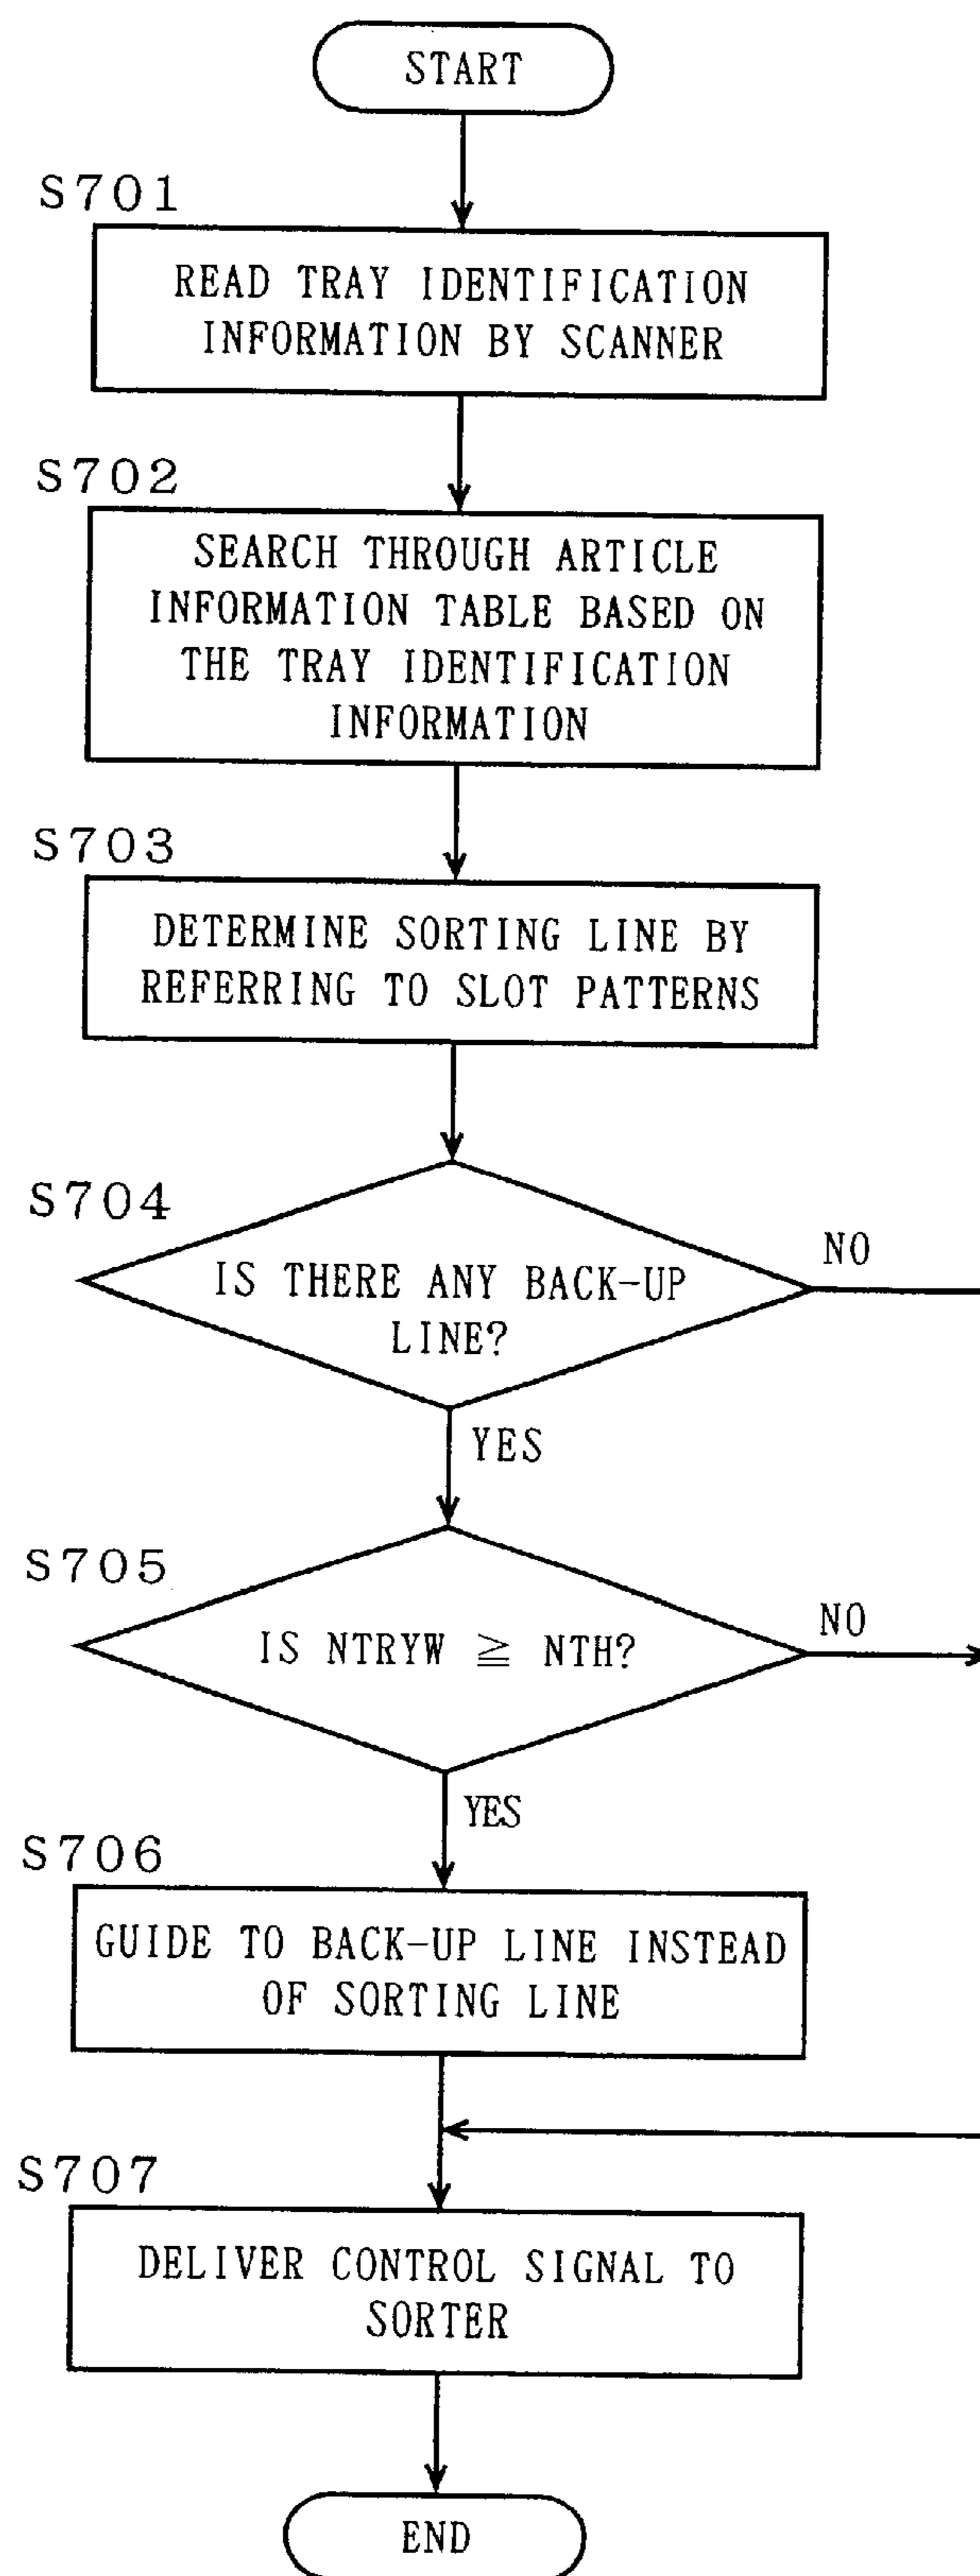 START
S701
READ TRAY IDENTIFICATION
INFORMATION BY SCANNER
S702
SEARCH THROUGH ARTICLE
INFORMATION TABLE BASED ON
THE TRAY IDENTIFICATION
INFORMATION
S703
DETERMINE SORTING LINE BY
REFERRING TO SLOT PATTERNS
S704
IS THERE ANY BACK-UP
LINE?
NO
YES
S705
IS NTRYW ≧ NTH?
NO
YES
S706
GUIDE TO BACK-UP LINE INSTEAD
OF SORTING LINE
S707
DELIVER CONTROL SIGNAL TO
SORTER
END